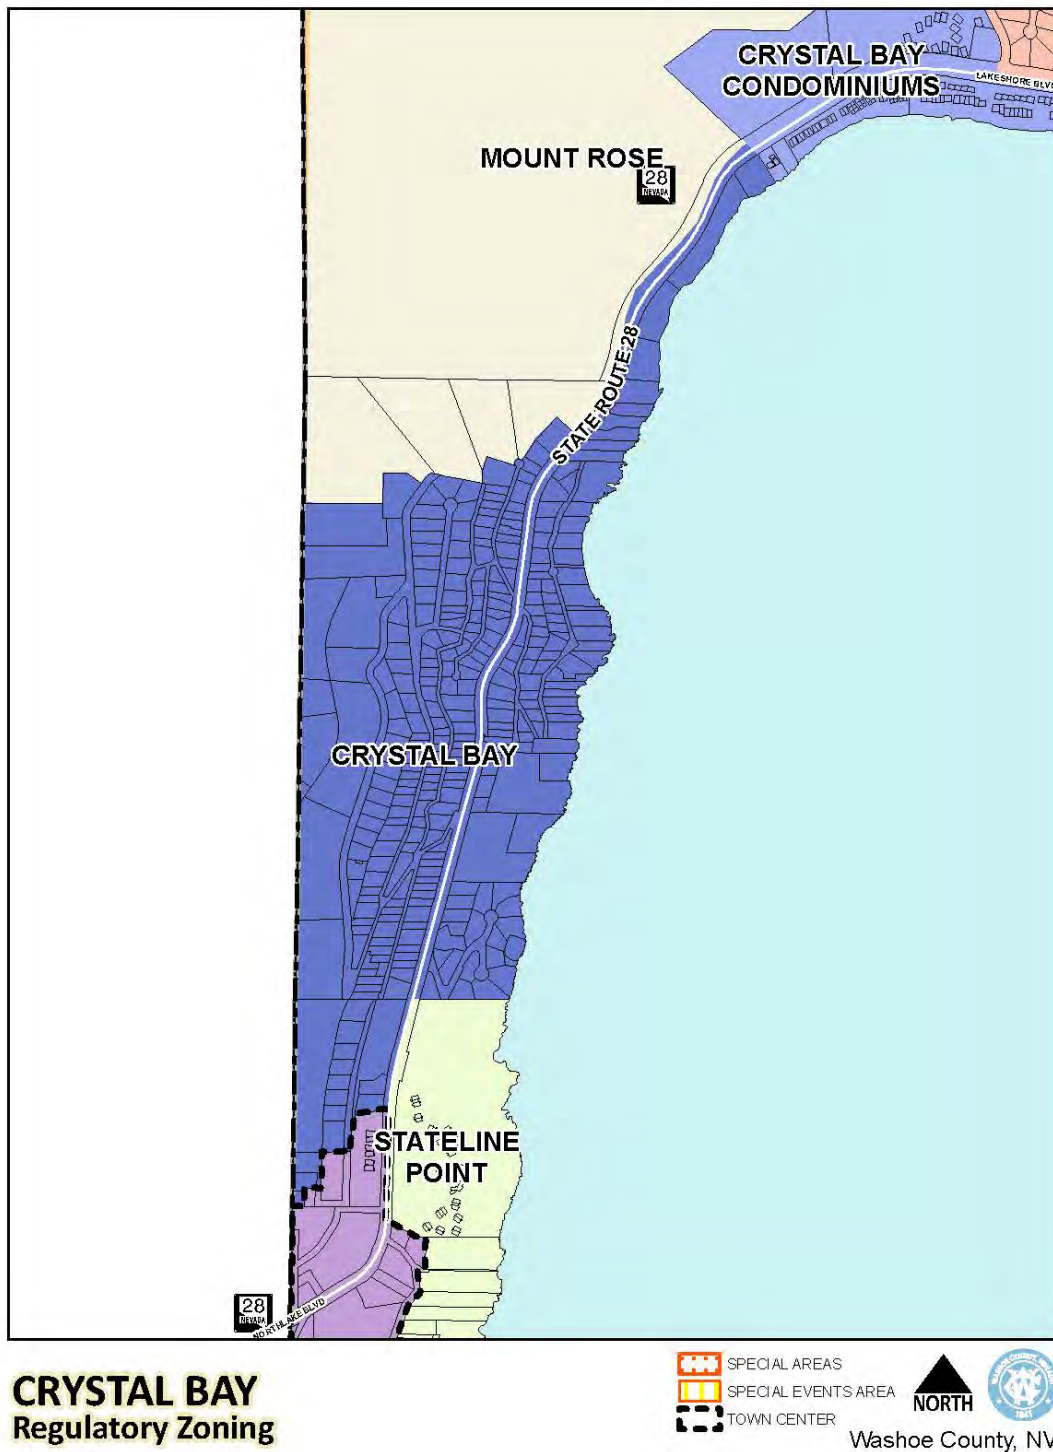 CRYSTAL BAY
CONDOMINIUMS
LAKESHORE BLVD
MOUNT ROSE
28
NEVADA
STATE ROUTE 28
CRYSTAL BAY
STATELINE
POINT
28
NEVADA
NORTHLAKE BLVD
CRYSTAL BAY
Regulatory Zoning
SPECIAL AREAS
SPECIAL EVENTS AREA
TOWN CENTER
NORTH
1861
Washoe County, NV